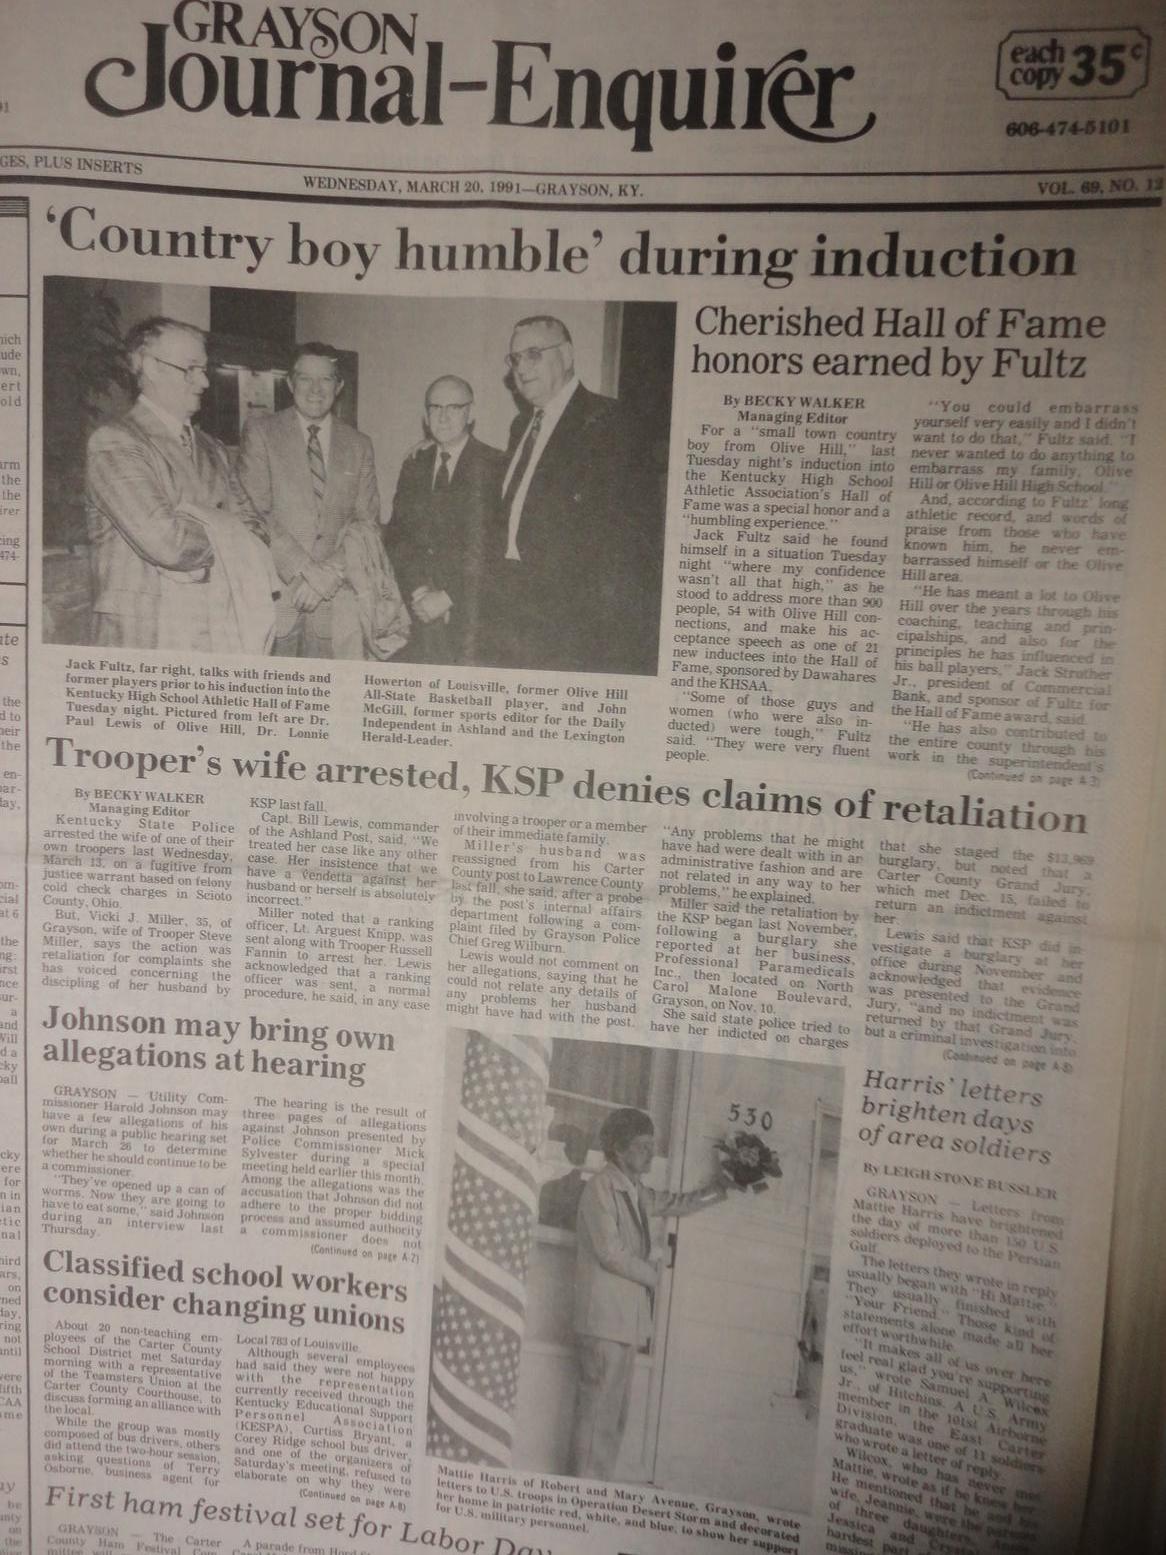 GRAYSON
Journal-Enquirer
each
copy 35¢
606-474-5101
GES, PLUS INSERTS
WEDNESDAY, MARCH 20, 1991—GRAYSON, KY.
VOL. 69, NO. 12
'Country boy humble' during induction
Jack Fultz, far right, talks with friends and
former players prior to his induction into the
Kentucky High School Athletic Hall of Fame
Tuesday night. Pictured from left are Dr.
Paul Lewis of Olive Hill, Dr. Lonnie
Howerton of Louisville, former Olive Hill
All-State Basketball player, and John
McGill, former sports editor for the Daily
Independent in Ashland and the Lexington
Herald-Leader.
Cherished Hall of Fame
honors earned by Fultz
By BECKY WALKER
Managing Editor
For a "small town country
boy from Olive Hill," last
Tuesday night's induction into
the Kentucky High School
Athletic Association's Hall of
Fame was a special honor and a
"humbling experience."
Jack Fultz said he found
himself in a situation Tuesday
night "where my confidence
wasn't all that high," as he
stood to address more than 900
people, 54 with Olive Hill con-
nections, and make his ac-
ceptance speech as one of 21
new inductees into the Hall of
Fame, sponsored by Dawahares
and the KHSAA.
"Some of those guys and
women (who were also in-
ducted) were tough," Fultz
said. "They were very fluent
people.
"You could embarrass
yourself very easily and I didn't
want to do that," Fultz said. "I
never wanted to do anything to
embarrass my family, Olive
Hill or Olive Hill High School."
And, according to Fultz' long
athletic record, and words of
praise from those who have
known him, he never em-
barrassed himself or the Olive
Hill area.
"He has meant a lot to Olive
Hill over the years through his
coaching, teaching and prin-
cipalships, and also for the
principles he has influenced in
his ball players," Jack Strother
Jr., president of Commercial
Bank, and sponsor of Fultz for
the Hall of Fame award, said.
"He has also contributed to
the entire county through his
work in the superintendent's
(Continued on page A-3)
Trooper's wife arrested, KSP denies claims of retaliation
By BECKY WALKER
Managing Editor
Kentucky State Police
arrested the wife of one of their
own troopers last Wednesday,
March 13, on a fugitive from
justice warrant based on felony
cold check charges in Scioto
County, Ohio.
But, Vicki J. Miller, 35, of
Grayson, wife of Trooper Steve
Miller, says the action was
retaliation for complaints she
has voiced concerning the
discipling of her husband by
KSP last fall.
Capt. Bill Lewis, commander
of the Ashland Post, said, "We
treated her case like any other
case. Her insistence that we
have a vendetta against her
husband or herself is absolutely
incorrect."
Miller noted that a ranking
officer, Lt. Arguest Knipp, was
sent along with Trooper Russell
Fannin to arrest her. Lewis
acknowledged that a ranking
officer was sent, a normal
procedure, he said, in any case
involving a trooper or a member
of their immediate family.
Miller's husband was
reassigned from his Carter
County post to Lawrence County
last fall, she said, after a probe
by the post's internal affairs
department following a com-
plaint filed by Grayson Police
Chief Greg Wilburn.
Lewis would not comment on
her allegations, saying that he
could not relate any details of
any problems her husband
might have had with the post.
"Any problems that he might
have had were dealt with in an
administrative fashion and are
not related in any way to her
problems," he explained.
Miller said the retaliation by
the KSP began last November,
following a burglary she
reported at her business,
Professional Paramedicals
Inc., then located on North
Carol Malone Boulevard,
Grayson, on Nov. 10.
She said state police tried to
have her indicted on charges
that she staged the $13,969
burglary, but noted that a
Carter County Grand Jury,
which met Dec. 15, failed to
return an indictment against
her.
Lewis said that KSP did in-
vestigate a burglary at her
office during November and
acknowledged that evidence
was presented to the Grand
Jury, "and no indictment was
returned by that Grand Jury,
but a criminal investigation into
(Continued on page A-8)
Johnson may bring own
allegations at hearing
GRAYSON — Utility Com-
missioner Harold Johnson may
have a few allegations of his
own during a public hearing set
for March 26 to determine
whether he should continue to be
a commissioner.
"They've opened up a can of
worms. Now they are going to
have to eat some," said Johnson
during an interview last
Thursday.
The hearing is the result of
three pages of allegations
against Johnson presented by
Police Commissioner Mick
Sylvester during a special
meeting held earlier this month.
Among the allegations was the
accusation that Johnson did not
adhere to the proper bidding
process and assumed authority
a commissioner does not
(Continued on page A-2)
Classified school workers
consider changing unions
About 20 non-teaching em-
ployees of the Carter County
School District met Saturday
morning with a representative
of the Teamsters Union at the
Carter County Courthouse, to
discuss forming an alliance with
the local.
While the group was mostly
composed of bus drivers, others
did attend the two-hour session,
asking questions of Terry
Osborne, business agent for
Local 783 of Louisville.
Although several employees
had said they were not happy
with the representation
currently received through the
Kentucky Educational Support
Personnel Association
(KESPA), Curtiss Bryant, a
Corey Ridge school bus driver,
and one of the organizers of
Saturday's meeting, refused to
elaborate on why they were
(Continued on page A-8)
530
Mattie Harris of Robert and Mary Avenue, Grayson, wrote
letters to U.S. troops in Operation Desert Storm and decorated
her home in patriotic red, white, and blue, to show her support
for U.S. military personnel.
Harris' letters
brighten days
of area soldiers
By LEIGH STONE BUSSLER
GRAYSON — Letters from
Mattie Harris have brightened
the day of more than 150 U.S.
soldiers deployed to the Persian
Gulf.
The letters they wrote in reply
usually began with "Hi Mattie."
They usually finished with
"Your Friend." Those kind of
statements alone made all her
effort worthwhile.
"It makes all of us over here
feel real glad you're supporting
us," wrote Samuel A. Wilcox
Jr., of Hitchins. A U.S. Army
member in the 101st Airborne
Division, the East Carter
graduate was one of 11 soldiers
who wrote a letter of reply.
Wilcox, who has never met
Mattie, wrote as if he knew her.
He mentioned that he and his
wife, Jeannie, were the parents
of three daughters,
Jessica and Crystal
hardest part of
First ham festival set for Labor Day
GRAYSON — The Carter
County Ham Festival
A parade from